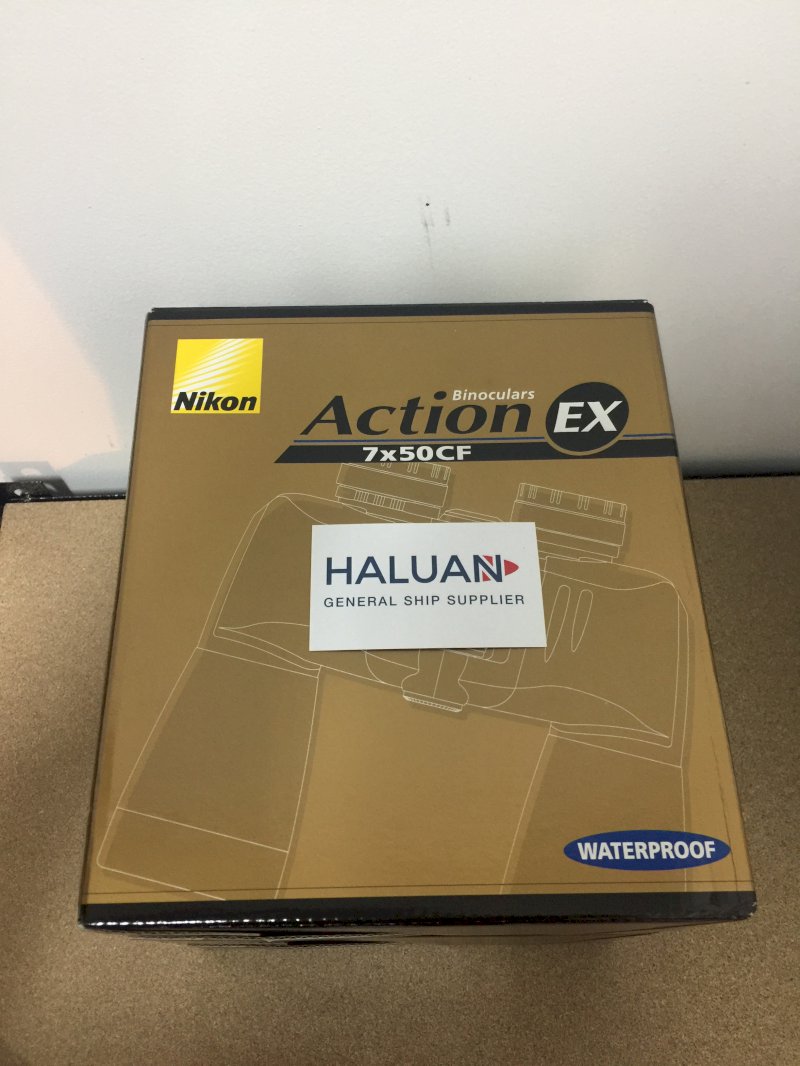 Nikon
Binoculars
Action EX
7x50CF
HALUAN
GENERAL SHIP SUPPLIER
WATERPROOF